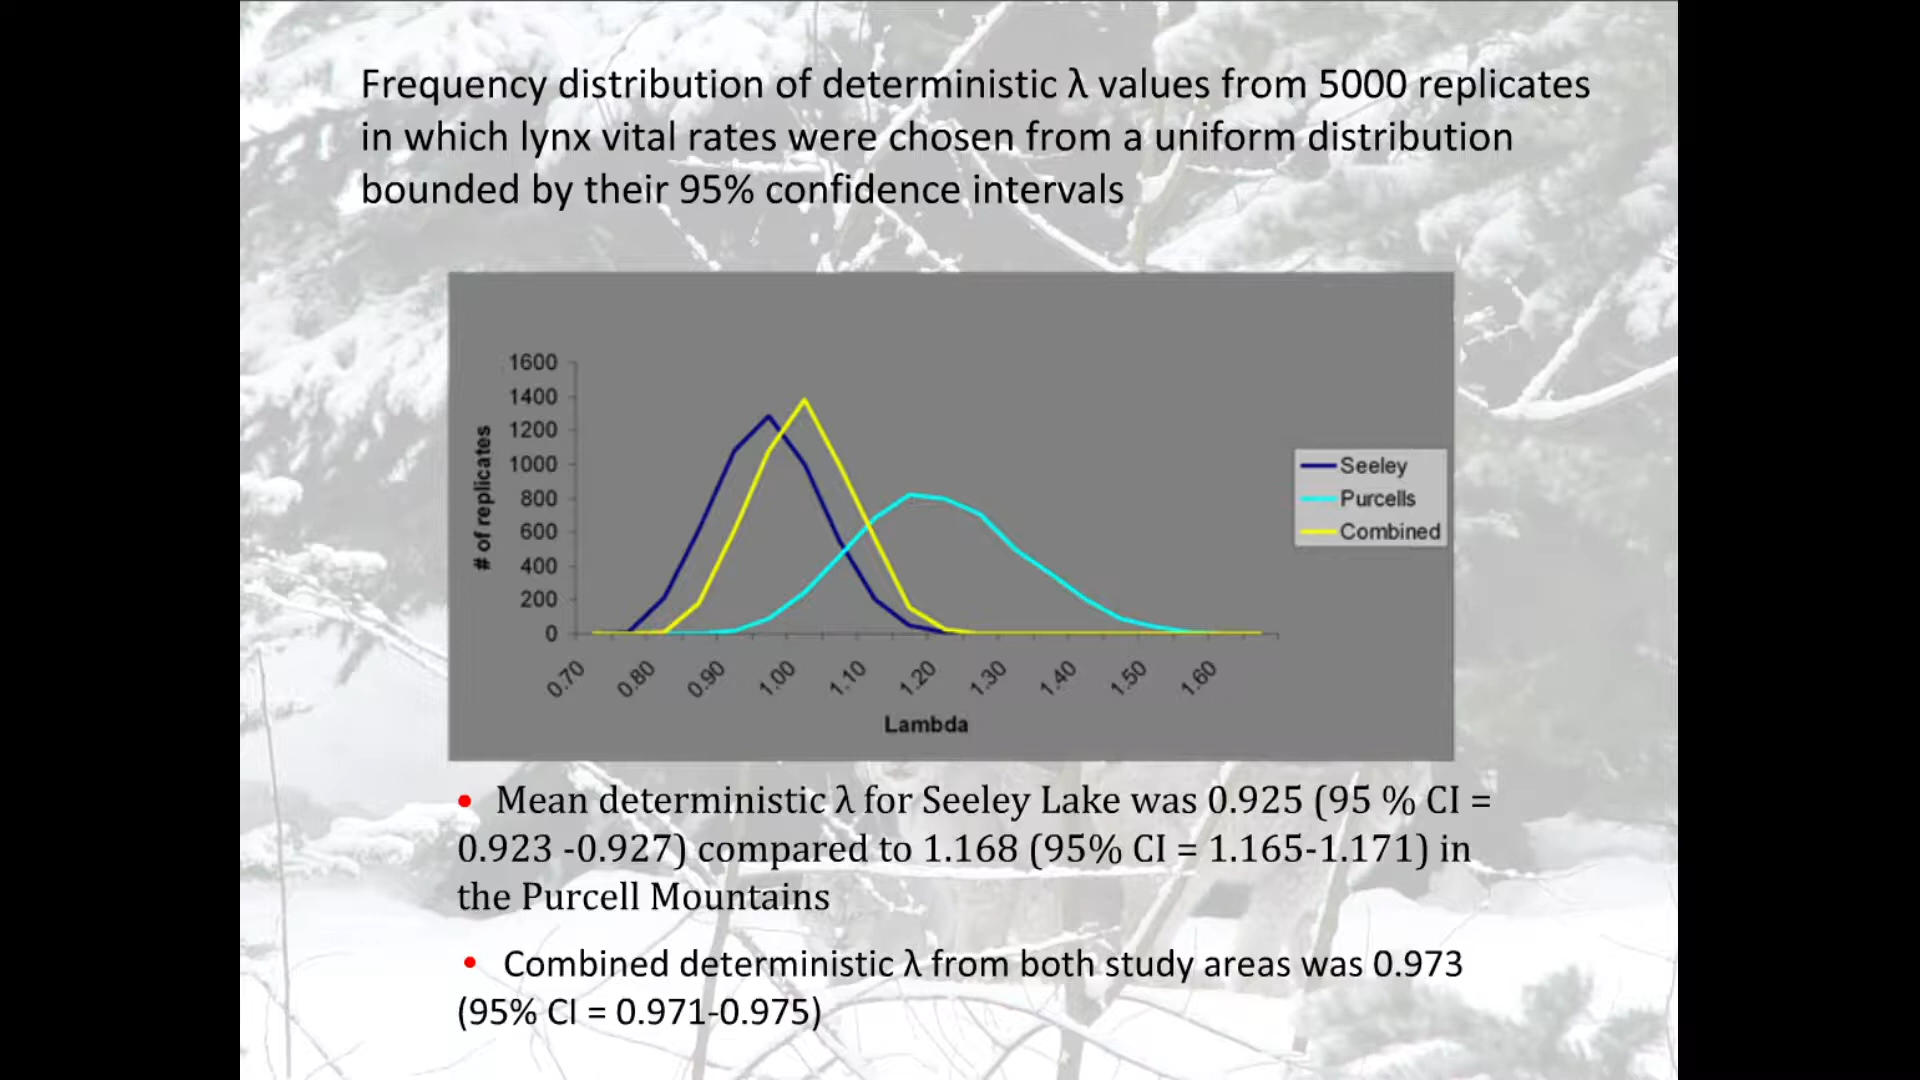 Frequency distribution of deterministic λ values from 5000 replicates
in which lynx vital rates were chosen from a uniform distribution
bounded by their 95% confidence intervals
1600
1400
1200
1000
800
600
400
200
0
# of replicates
0.70 0.80 0.90 1.00 1.10 1.20 1.30 1.40 1.50 1.60
Lambda
Seeley
Purcells
Combined
• Mean deterministic λ for Seeley Lake was 0.925 (95 % CI =
0.923 -0.927) compared to 1.168 (95% CI = 1.165-1.171) in
the Purcell Mountains
• Combined deterministic λ from both study areas was 0.973
(95% CI = 0.971-0.975)